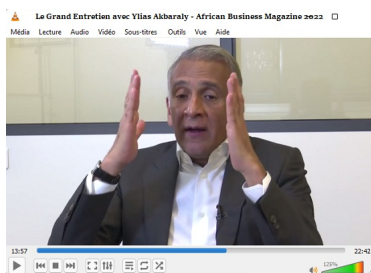 Le Grand Entretien avec Ylias Akbaraly - African Business Magazine 2022
Média Lecture Audio Vidéo Sous-titres Outils Vue Aide
13:57 22:42
129%